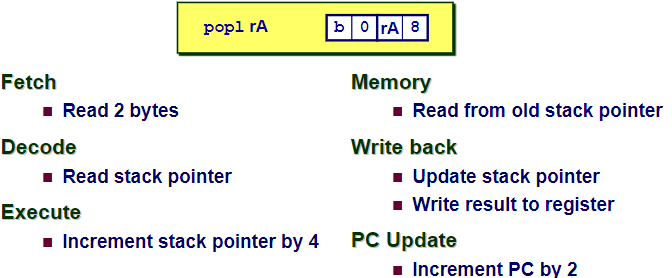 popl rA b 0 rA 8
Fetch
■ Read 2 bytes
Decode
■ Read stack pointer
Execute
■ Increment stack pointer by 4
Memory
■ Read from old stack pointer
Write back
■ Update stack pointer
■ Write result to register
PC Update
■ Increment PC by 2